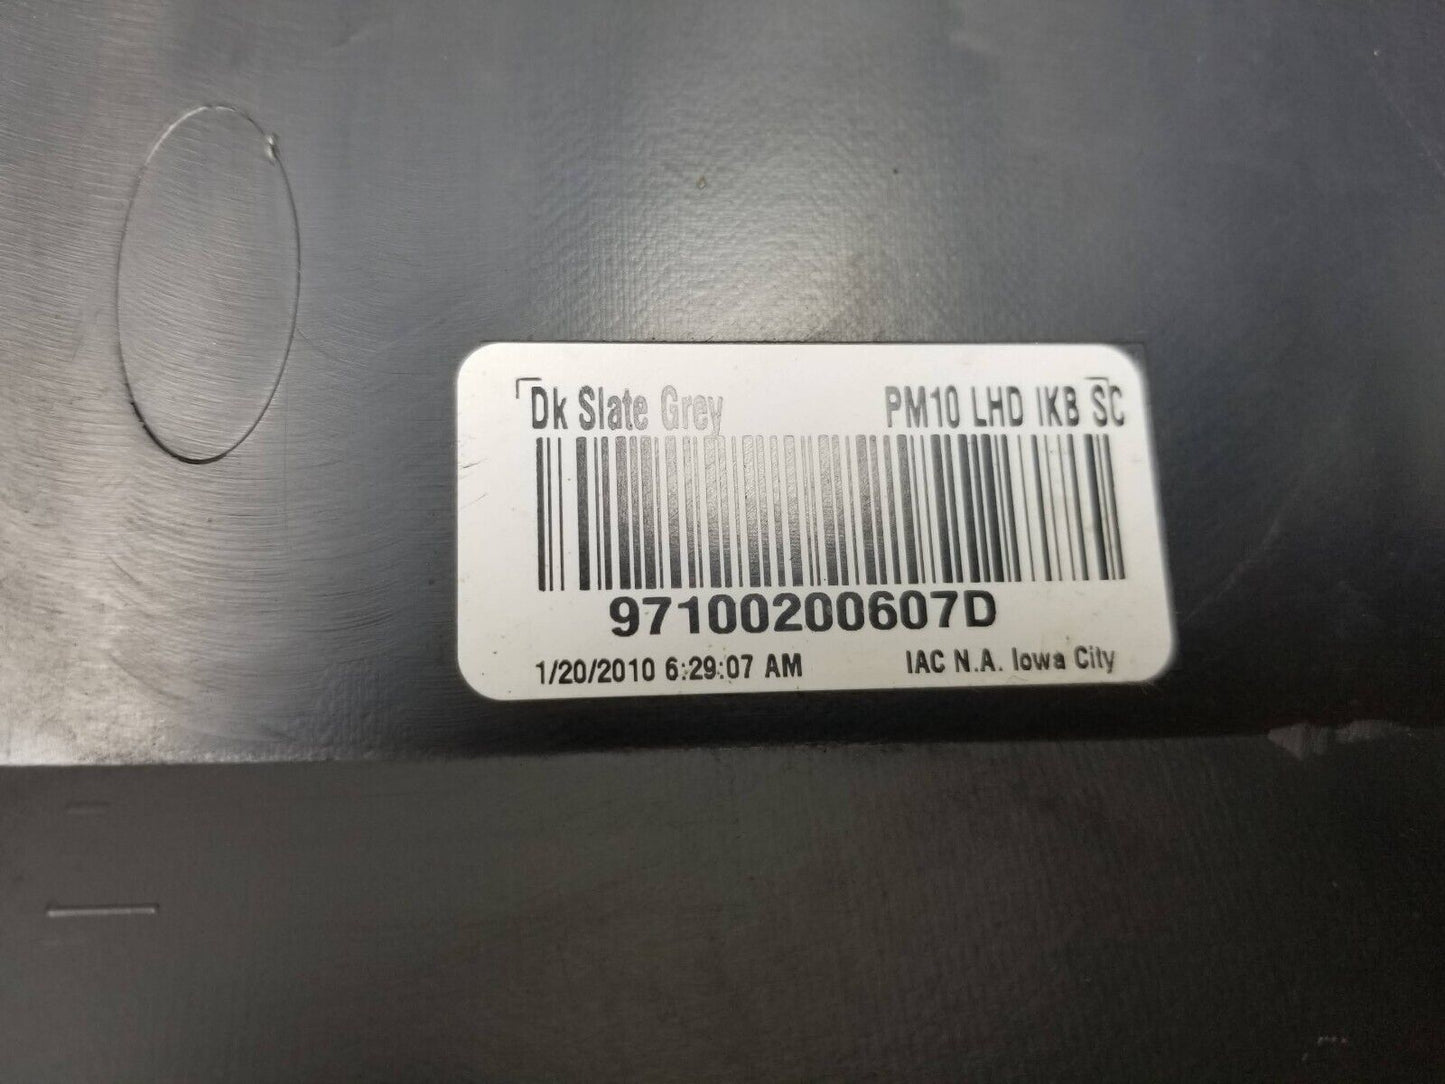 Dk Slate Grey PM10 LHD IKB SC
97100200607D
1/20/2010 6:29:07 AM IAC N.A. Iowa City